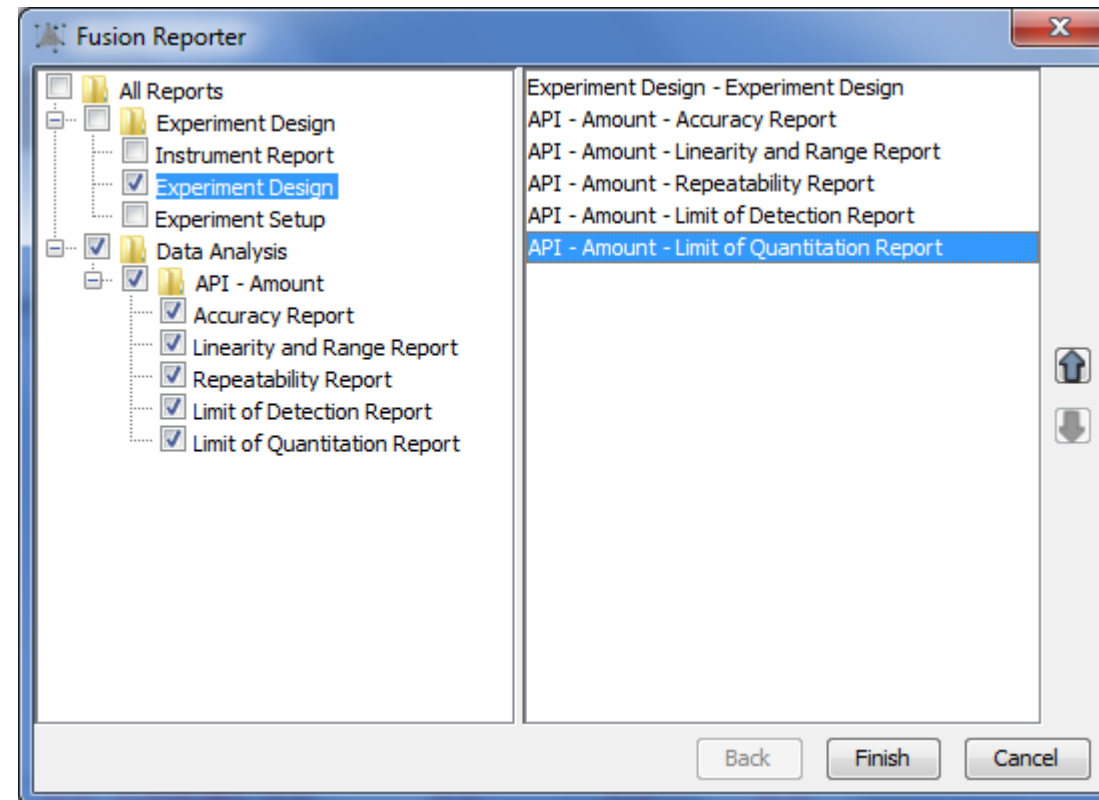 Fusion Reporter
All Reports
Experiment Design
Instrument Report
Experiment Design
Experiment Setup
Data Analysis
API - Amount
Accuracy Report
Linearity and Range Report
Repeatability Report
Limit of Detection Report
Limit of Quantitation Report
Experiment Design - Experiment Design
API - Amount - Accuracy Report
API - Amount - Linearity and Range Report
API - Amount - Repeatability Report
API - Amount - Limit of Detection Report
API - Amount - Limit of Quantitation Report
Back
Finish
Cancel